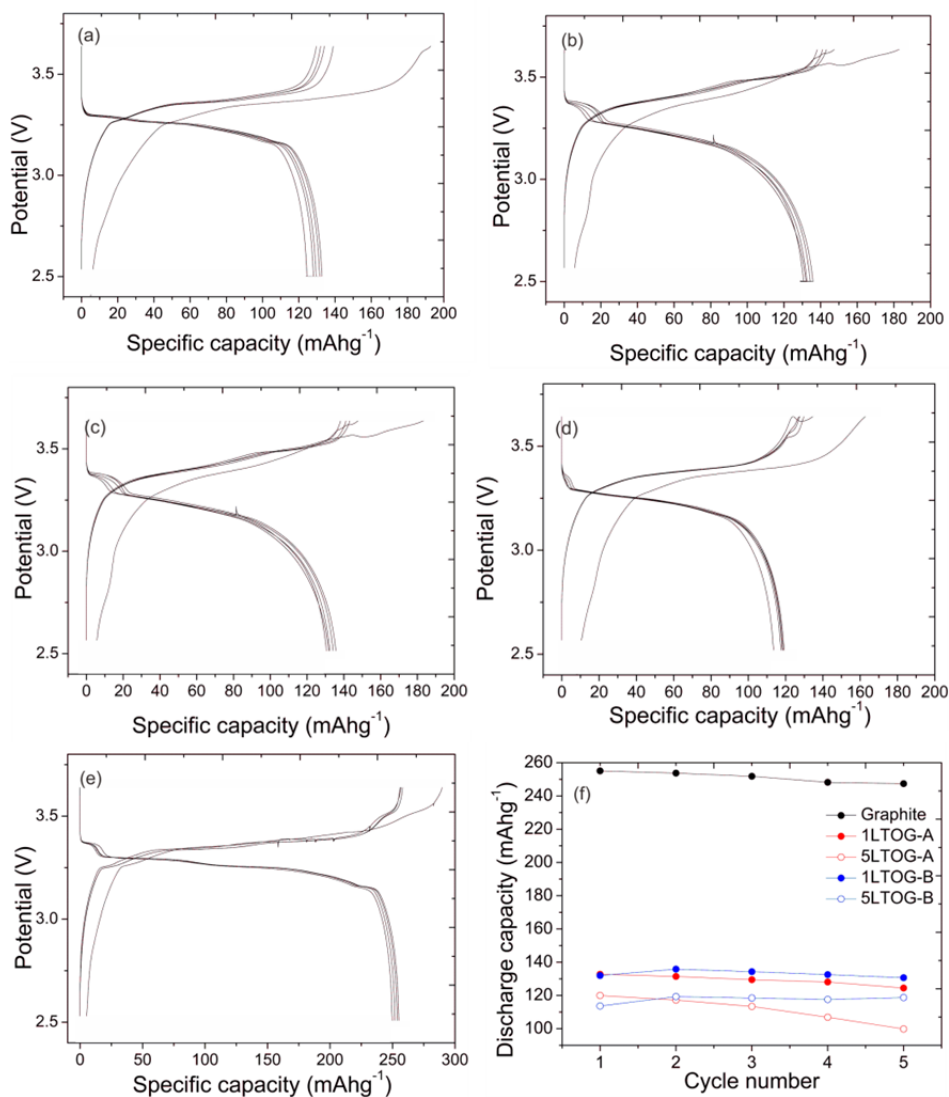 (a)
3.5
3.0
2.5
Potential (V)
0 20 40 60 80 100 120 140 160 180 200
Specific capacity (mAhg⁻¹)
(b)
3.5
3.0
2.5
Potential (V)
0 20 40 60 80 100 120 140 160 180 200
Specific capacity (mAhg⁻¹)
(c)
3.5
3.0
2.5
Potential (V)
0 20 40 60 80 100 120 140 160 180 200
Specific capacity (mAhg⁻¹)
(d)
3.5
3.0
2.5
Potential (V)
0 20 40 60 80 100 120 140 160 180 200
Specific capacity (mAhg⁻¹)
(e)
3.5
3.0
2.5
Potential (V)
0 50 100 150 200 250 300
Specific capacity (mAhg⁻¹)
(f)
260
240
220
200
180
160
140
120
100
Discharge capacity (mAhg⁻¹)
Graphite
1LTOG-A
5LTOG-A
1LTOG-B
5LTOG-B
1 2 3 4 5
Cycle number